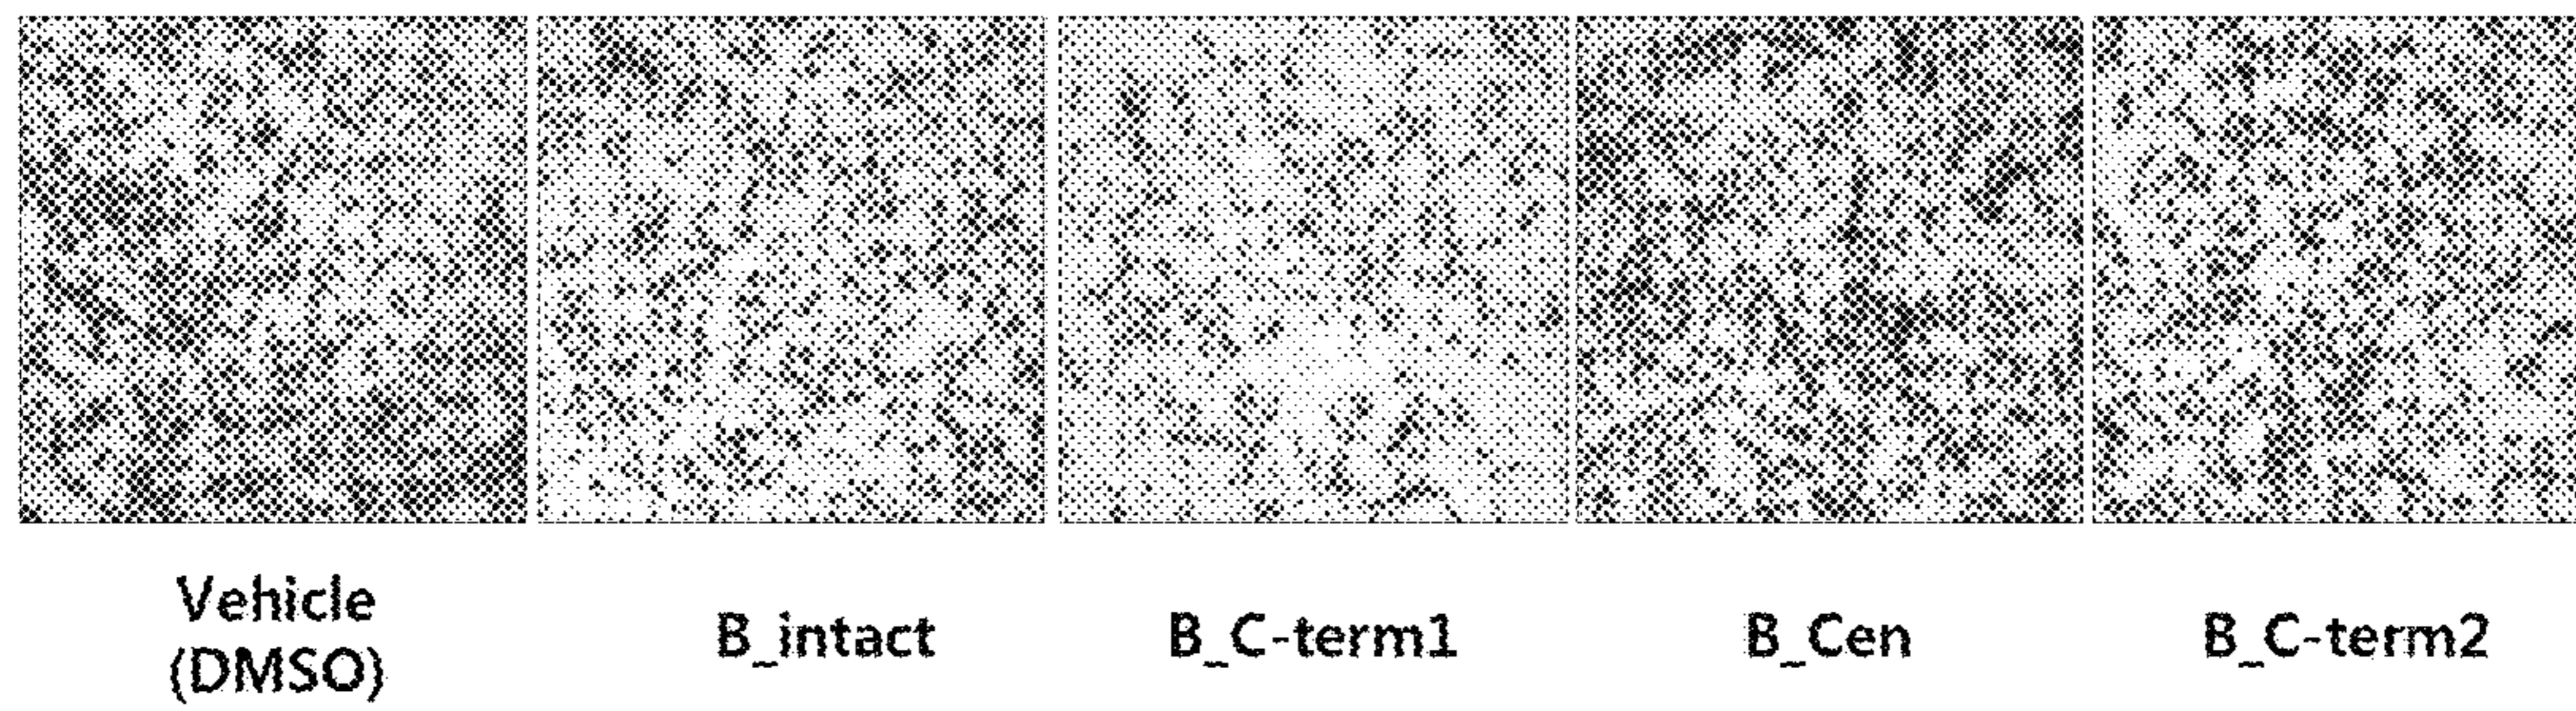 Vehicle
(DMSO)
B_intact
B_C-term1
B_Cen
B_C-term2